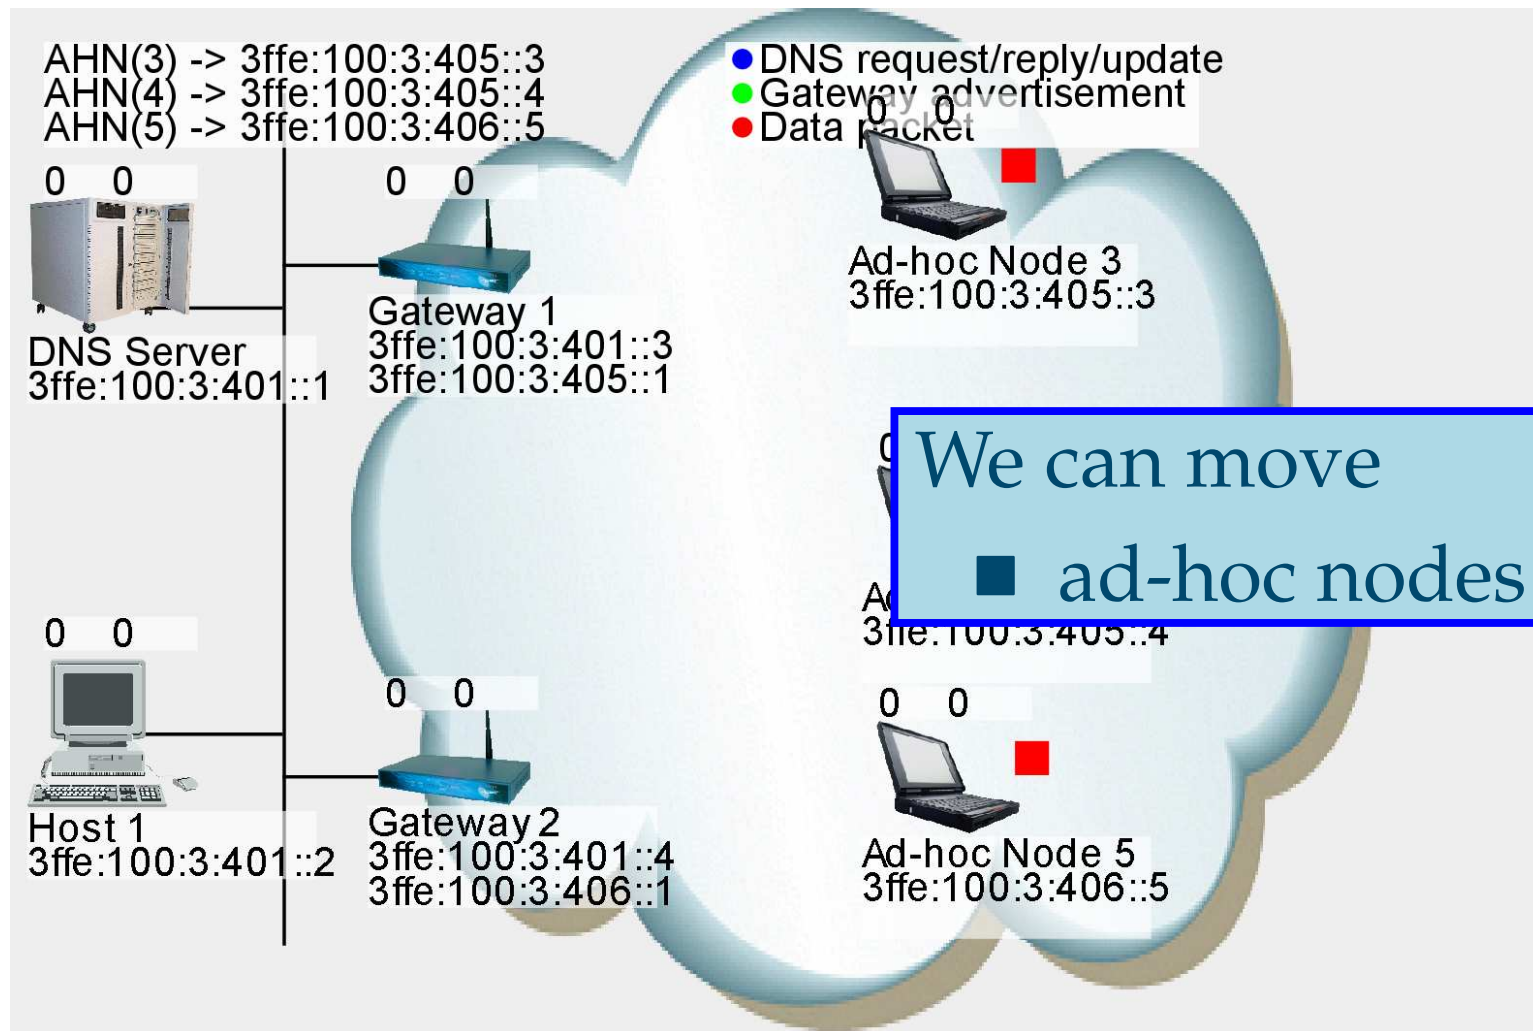 AHN(3) -> 3ffe:100:3:405::3
AHN(4) -> 3ffe:100:3:405::4
AHN(5) -> 3ffe:100:3:406::5
DNS request/reply/update
Gateway advertisement
Data packet
0 0
0 0
0 0
DNS Server
3ffe:100:3:401::1
Gateway 1
3ffe:100:3:401::3
3ffe:100:3:405::1
Ad-hoc Node 3
3ffe:100:3:405::3
We can move
■ ad-hoc nodes
3ffe:100:3:405::4
0 0
0 0
0 0
Host 1
3ffe:100:3:401::2
Gateway 2
3ffe:100:3:401::4
3ffe:100:3:406::1
Ad-hoc Node 5
3ffe:100:3:406::5